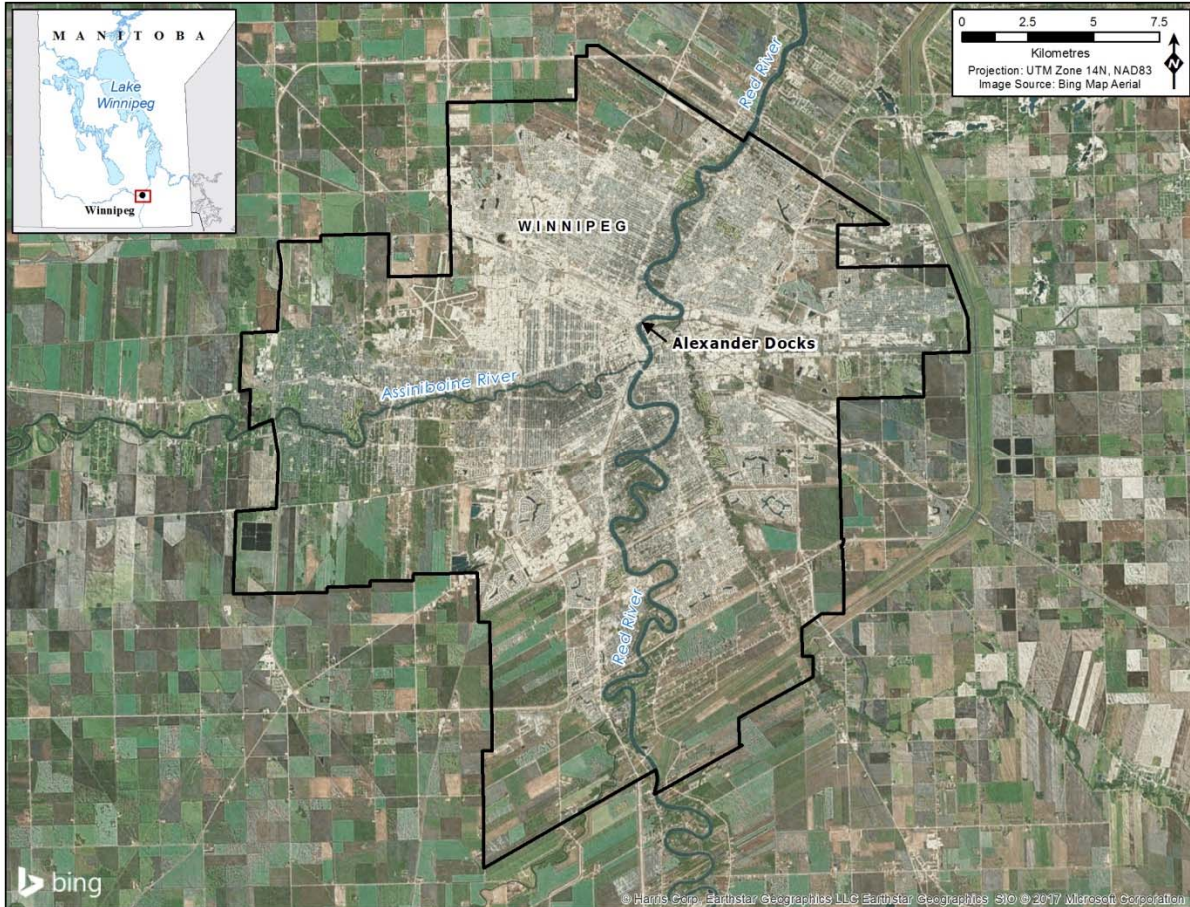 MANITOBA
Lake
Winnipeg
Winnipeg
0 2.5 5 7.5
Kilometres
Projection: UTM Zone 14N, NAD83
Image Source: Bing Map Aerial
N
Red River
WINNIPEG
Alexander Docks
Assiniboine River
Red River
bing
© Harris Corp, Earthstar Geographics LLC Earthstar Geographics SIO © 2017 Microsoft Corporation